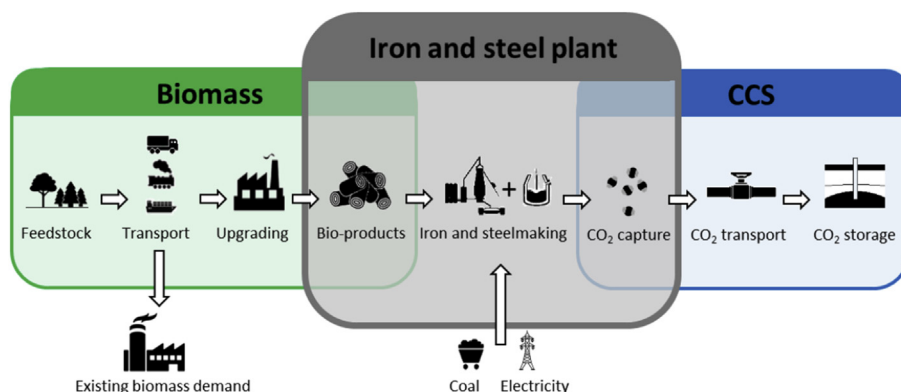 Iron and steel plant
Biomass
CCS
Feedstock
Transport
Upgrading
Bio-products
Iron and steelmaking
CO₂ capture
CO₂ transport
CO₂ storage
Existing biomass demand
Coal
Electricity